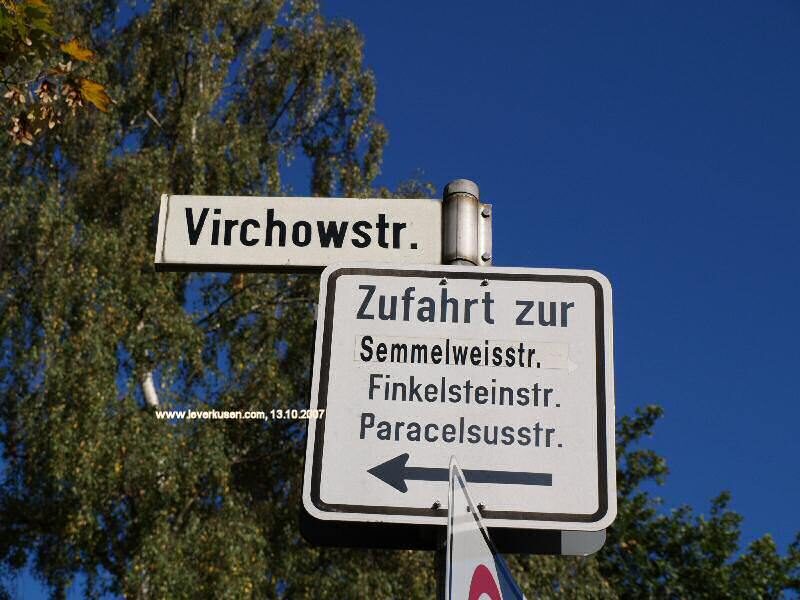 Virchowstr.
Zufahrt zur
Semmelweisstr.
Finkelsteinstr.
Paracelsusstr.
www.leverkusen.com, 13.10.2007